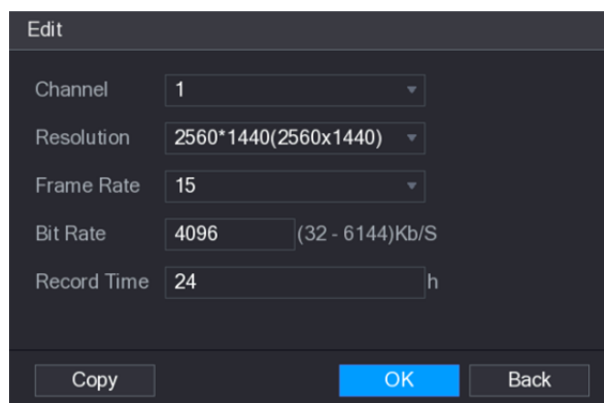 Edit
Channel 1
Resolution 2560*1440(2560x1440)
Frame Rate 15
Bit Rate 4096 (32 - 6144)Kb/S
Record Time 24 h
Copy OK Back